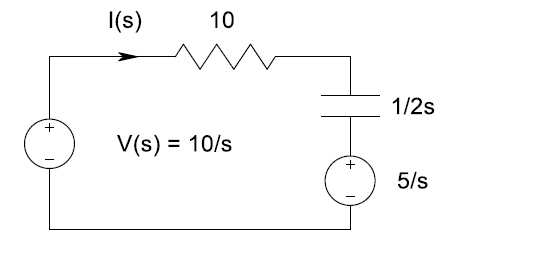 I(s) 10
1/2s
V(s) = 10/s
+
−
+
−
5/s